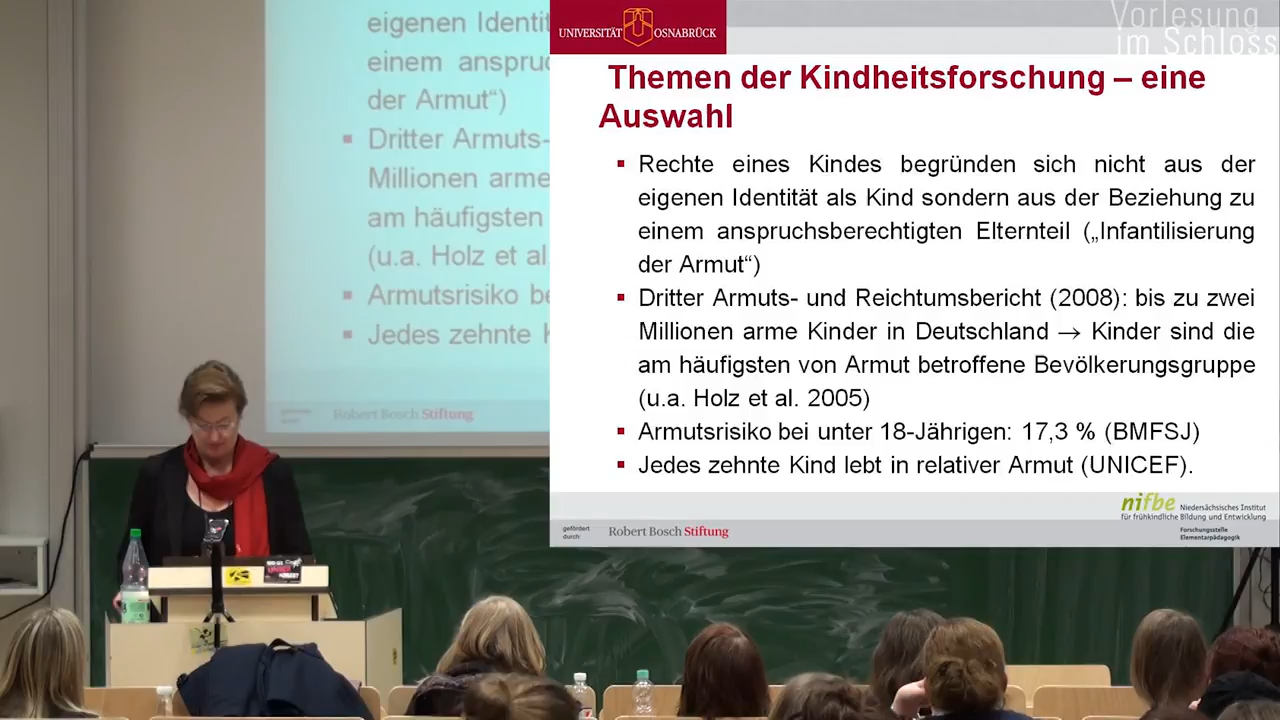 eigenen Identit
einem anspruc
der Armut“)
Dritter Armuts-
Millionen arme
am häufigsten
(u.a. Holz et al
Armutsrisiko be
Jedes zehnte K
Robert Bosch Stiftung
UNIVERSITÄT OSNABRÜCK
Vorlesung
im Schloss
Themen der Kindheitsforschung – eine
Auswahl
▪ Rechte eines Kindes begründen sich nicht aus der
eigenen Identität als Kind sondern aus der Beziehung zu
einem anspruchsberechtigten Elternteil („Infantilisierung
der Armut“)
▪ Dritter Armuts- und Reichtumsbericht (2008): bis zu zwei
Millionen arme Kinder in Deutschland → Kinder sind die
am häufigsten von Armut betroffene Bevölkerungsgruppe
(u.a. Holz et al. 2005)
▪ Armutsrisiko bei unter 18-Jährigen: 17,3 % (BMFSJ)
▪ Jedes zehnte Kind lebt in relativer Armut (UNICEF).
gefördert
durch:
Robert Bosch Stiftung
nifbe Niedersächsisches Institut
für frühkindliche Bildung und Entwicklung
Forschungsstelle
Elementarpädagogik